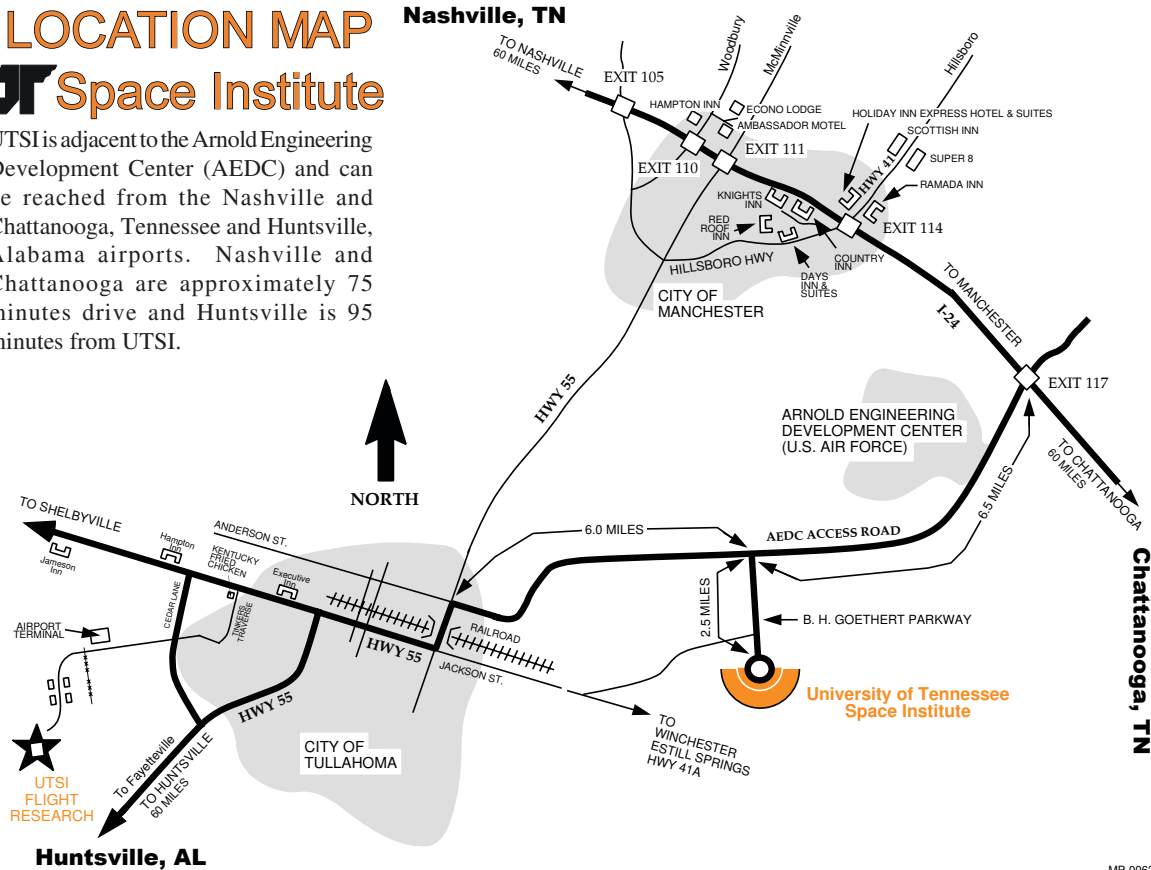 LOCATION MAP
UT Space Institute
UTSI is adjacent to the Arnold Engineering
Development Center (AEDC) and can
be reached from the Nashville and
Chattanooga, Tennessee and Huntsville,
Alabama airports. Nashville and
Chattanooga are approximately 75
minutes drive and Huntsville is 95
minutes from UTSI.
Nashville, TN
TO NASHVILLE
60 MILES
EXIT 105
Woodbury
McMinnville
Hillsboro
HAMPTON INN
ECONO LODGE
AMBASSADOR MOTEL
HOLIDAY INN EXPRESS HOTEL & SUITES
SCOTTISH INN
SUPER 8
HWY 41
RAMADA INN
EXIT 111
EXIT 110
KNIGHTS
INN
RED
ROOF
INN
EXIT 114
COUNTRY
INN
DAYS
INN &
SUITES
HILLSBORO HWY
CITY OF
MANCHESTER
TO MANCHESTER
I-24
EXIT 117
HWY 55
ARNOLD ENGINEERING
DEVELOPMENT CENTER
(U.S. AIR FORCE)
TO CHATTANOOGA
60 MILES
Chattanooga, TN
NORTH
6.5 MILES
6.0 MILES
AEDC ACCESS ROAD
2.5 MILES
B. H. GOETHERT PARKWAY
University of Tennessee
Space Institute
TO SHELBYVILLE
Jameson
Inn
Hampton
Inn
ANDERSON ST.
KENTUCKY
FRIED
CHICKEN
Executive
Inn
CEDAR LANE
TINKERS
TRAVERSE
AIRPORT
TERMINAL
HWY 55
RAILROAD
JACKSON ST.
TO
WINCHESTER
ESTILL SPRINGS
HWY 41A
HWY 55
CITY OF
TULLAHOMA
To Fayetteville
TO HUNTSVILLE
60 MILES
UTSI
FLIGHT
RESEARCH
Huntsville, AL